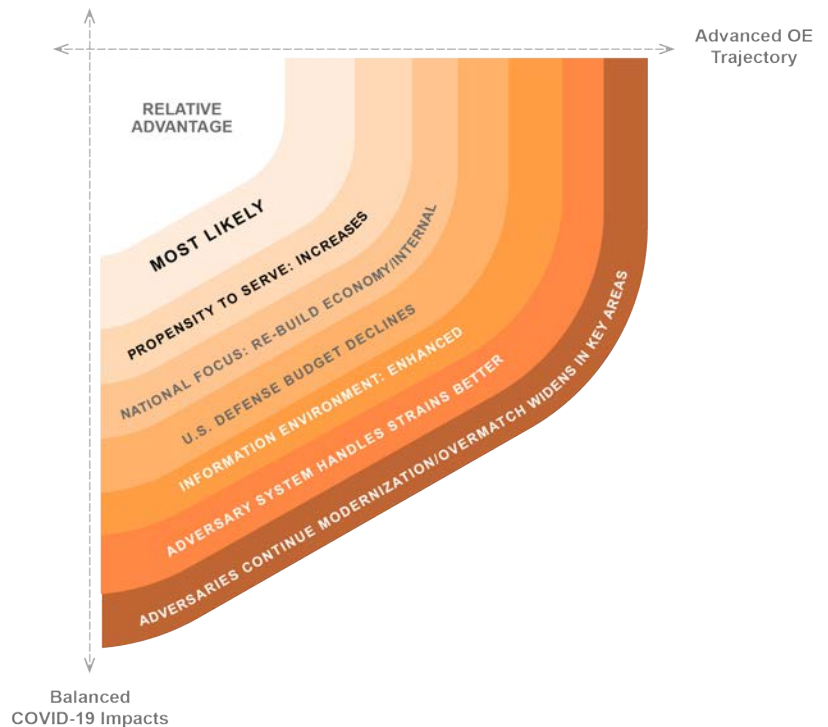 Advanced OE
Trajectory
RELATIVE
ADVANTAGE
MOST LIKELY
PROPENSITY TO SERVE: INCREASES
NATIONAL FOCUS: RE-BUILD ECONOMY/INTERNAL
U.S. DEFENSE BUDGET DECLINES
INFORMATION ENVIRONMENT: ENHANCED
ADVERSARY SYSTEM HANDLES STRAINS BETTER
ADVERSARIES CONTINUE MODERNIZATION/OVERMATCH WIDENS IN KEY AREAS
Balanced
COVID-19 Impacts